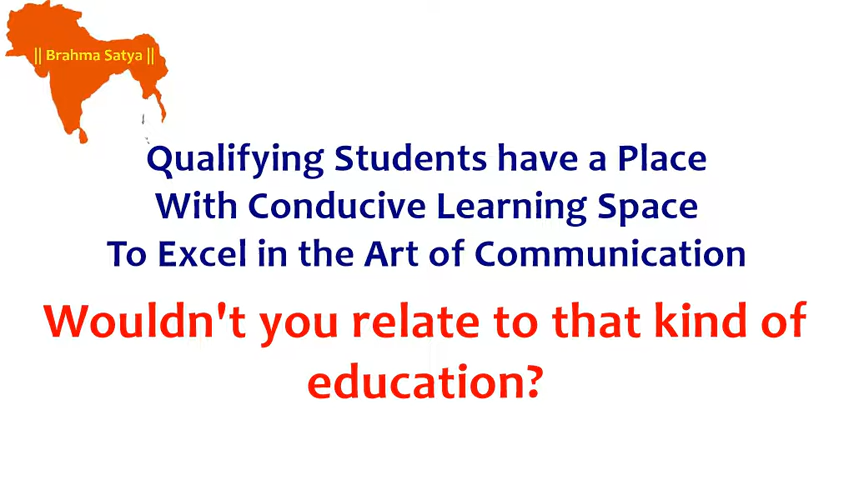 || Brahma Satya ||
Qualifying Students have a Place
With Conducive Learning Space
To Excel in the Art of Communication
Wouldn't you relate to that kind of
education?